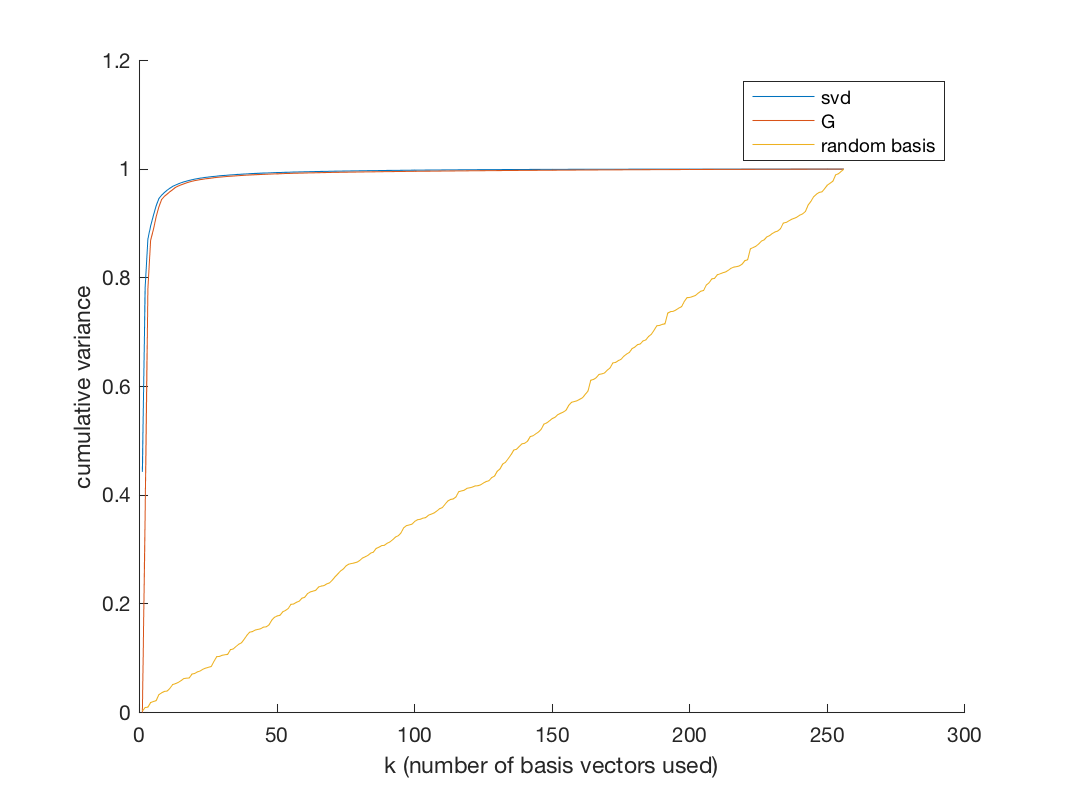 1.2
1
0.8
0.6
0.4
0.2
0
cumulative variance
svd
G
random basis
0 50 100 150 200 250 300
k (number of basis vectors used)